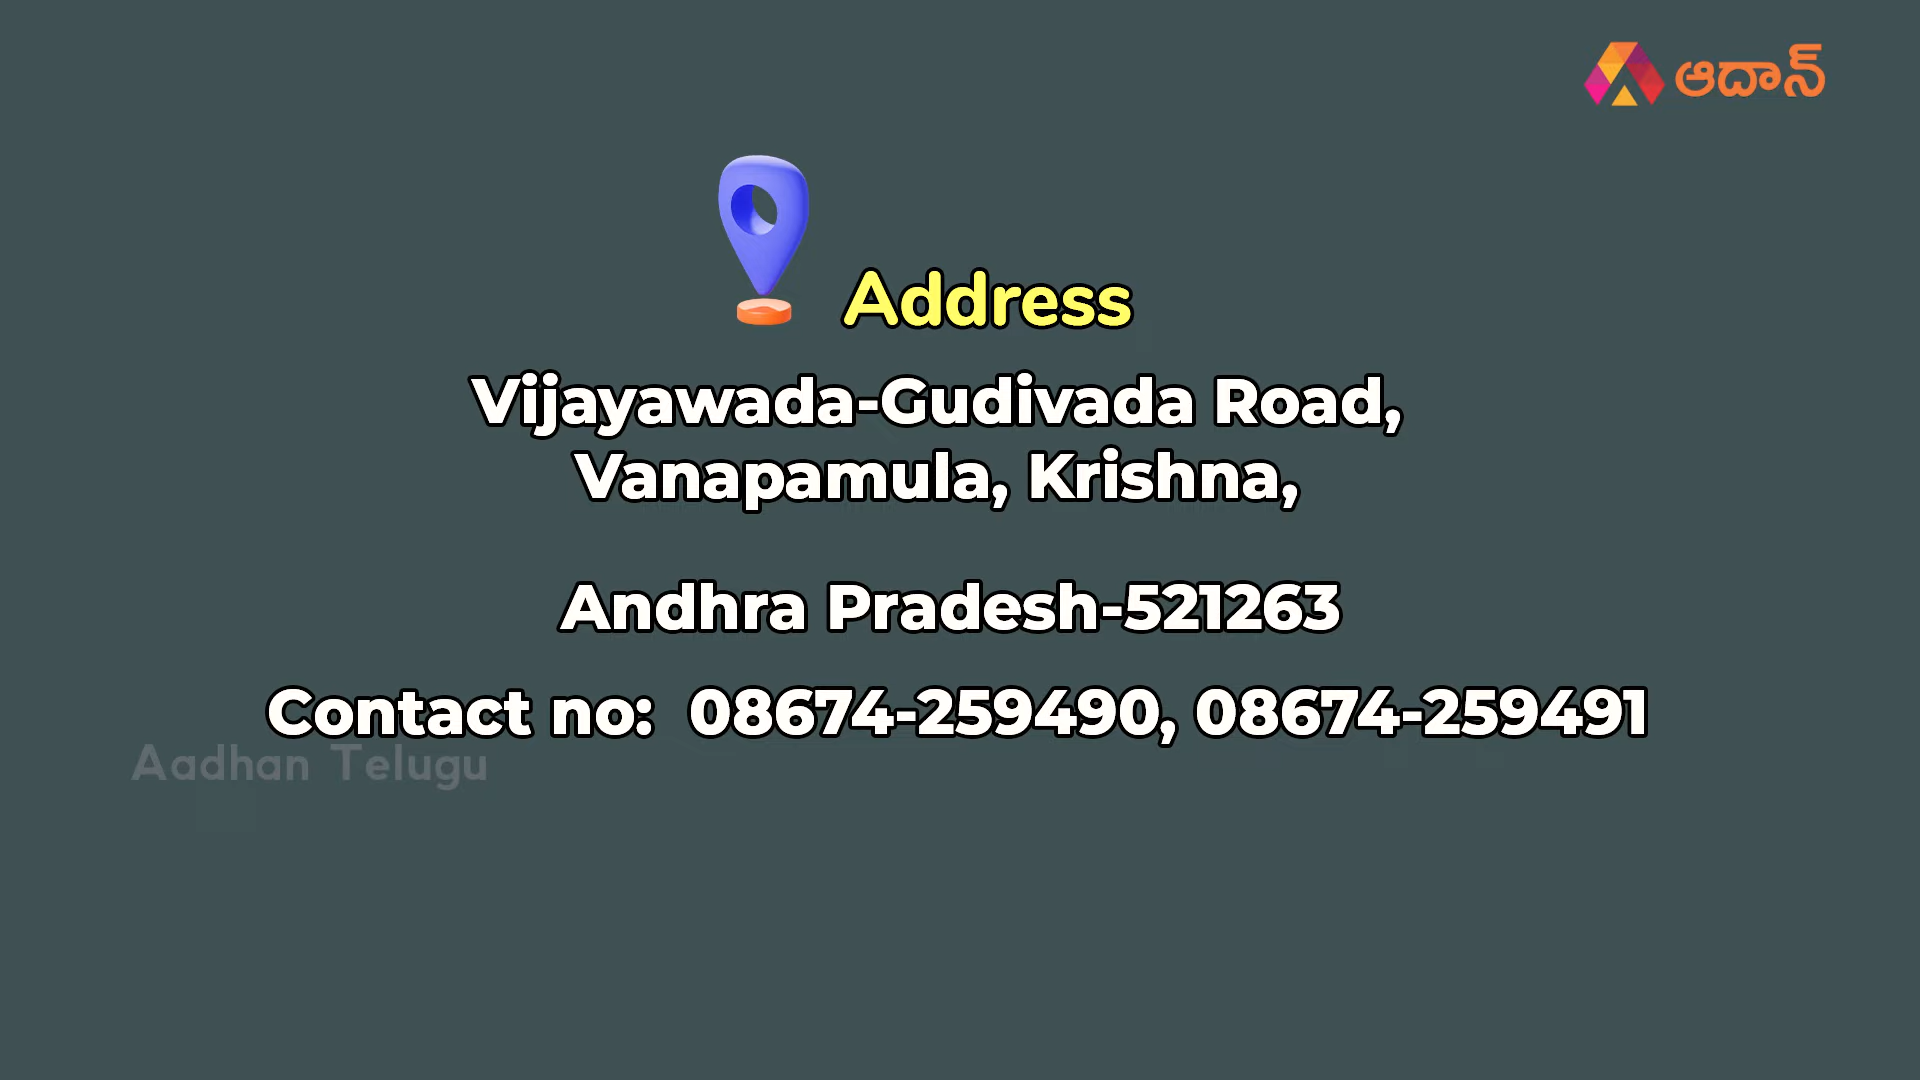 ఆదాన్
Address
Vijayawada-Gudivada Road,
Vanapamula, Krishna,
Andhra Pradesh-521263
Contact no: 08674-259490, 08674-259491
Aadhan Telugu